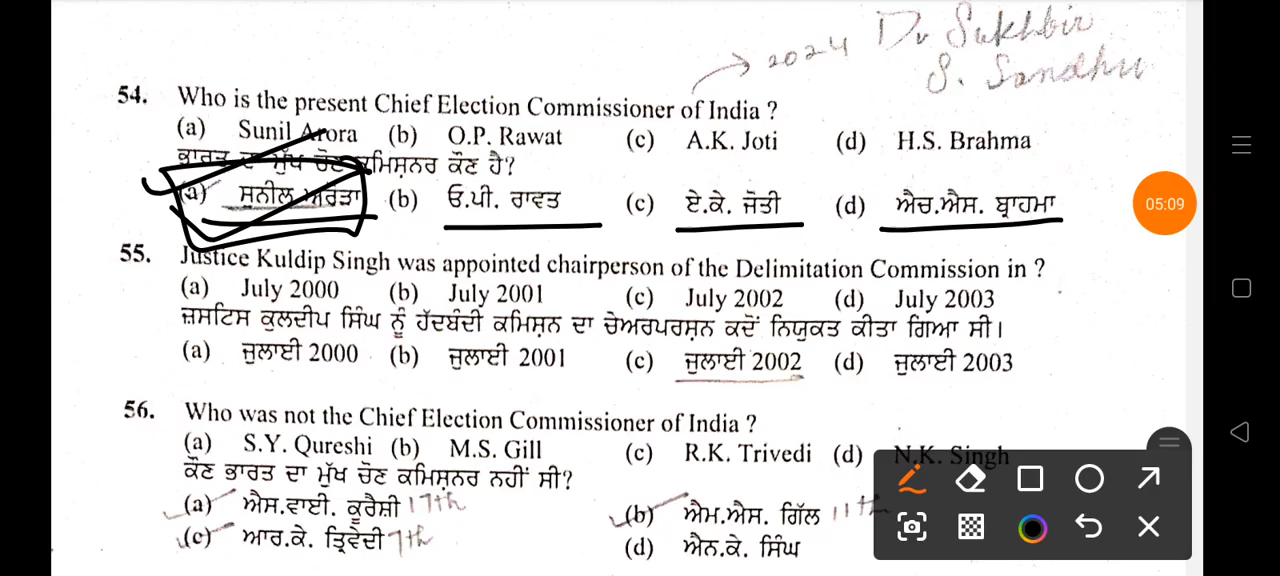 → 2024 Dr Sukhbir
S. Sandhu
54. Who is the present Chief Election Commissioner of India ?
(a) Sunil Arora (b) O.P. Rawat (c) A.K. Joti (d) H.S. Brahma
ਭਾਰਤ ਦਾ ਮੁੱਖ ਚੋਣ ਕਮਿਸ਼ਨਰ ਕੌਣ ਹੈ?
(a) ਸੁਨੀਲ ਅਰੋੜਾ (b) ਓ.ਪੀ. ਰਾਵਤ (c) ਏ.ਕੇ. ਜੋਤੀ (d) ਐਚ.ਐਸ. ਬ੍ਰਾਹਮਾ
05:09
55. Justice Kuldip Singh was appointed chairperson of the Delimitation Commission in ?
(a) July 2000 (b) July 2001 (c) July 2002 (d) July 2003
ਜਸਟਿਸ ਕੁਲਦੀਪ ਸਿੰਘ ਨੂੰ ਹੱਦਬੰਦੀ ਕਮਿਸ਼ਨ ਦਾ ਚੇਅਰਪਰਸ਼ਨ ਕਦੋਂ ਨਿਯੁਕਤ ਕੀਤਾ ਗਿਆ ਸੀ।
(a) ਜੁਲਾਈ 2000 (b) ਜੁਲਾਈ 2001 (c) ਜੁਲਾਈ 2002 (d) ਜੁਲਾਈ 2003
56. Who was not the Chief Election Commissioner of India ?
(a) S.Y. Qureshi (b) M.S. Gill (c) R.K. Trivedi (d) N.K. Singh
ਕੌਣ ਭਾਰਤ ਦਾ ਮੁੱਖ ਚੋਣ ਕਮਿਸ਼ਨਰ ਨਹੀਂ ਸੀ?
(a) ਐਸ.ਵਾਈ. ਕੂਰੈਸ਼ੀ 17th (b) ਐਮ.ਐਸ. ਗਿੱਲ 11th
(c) ਆਰ.ਕੇ. ਤ੍ਰਿਵੇਦੀ 7th (d) ਐਨ.ਕੇ. ਸਿੰਘ